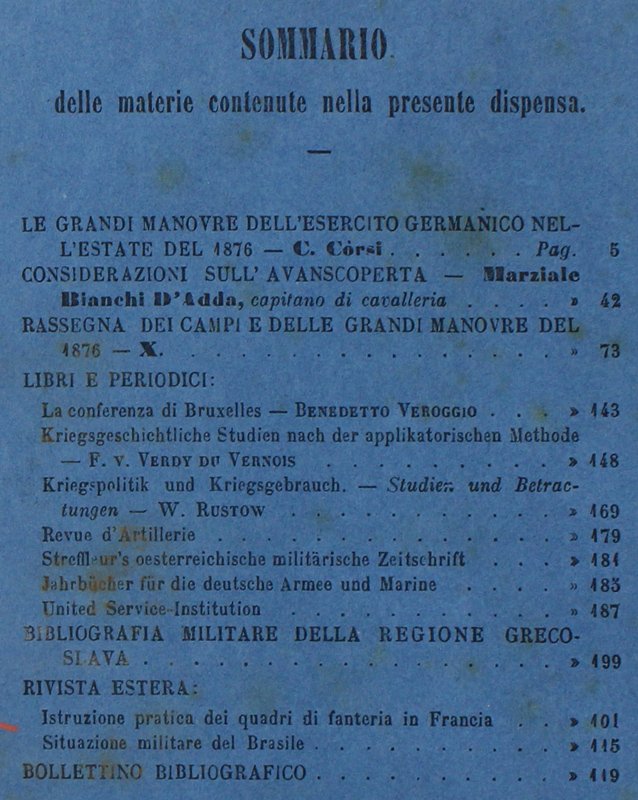 SOMMARIO.
delle materie contenute nella presente dispensa.
LE GRANDI MANOVRE DELL'ESERCITO GERMANICO NEL-
L'ESTATE DEL 1876 — C. Córsi . . . . . . Pag. 5
CONSIDERAZIONI SULL'AVANSCOPERTA — Marziale
Bianchi D'Adda, capitano di cavalleria . . . . » 42
RASSEGNA DEI CAMPI E DELLE GRANDI MANOVRE DEL
1876 — X. . . . . . . . . . . . . . . . . » 73
LIBRI E PERIODICI:
La conferenza di Bruxelles — BENEDETTO VEROGGIO . . . » 143
Kriegsgeschichtliche Studien nach der applikatorischen Methode
— F. V. VERDY DU VERNOIS . . . . . . . . . . » 148
Kriegspolitik und Kriegsgebrauch. — Studien und Betrac-
tungen — W. RUSTOW . . . . . . . . . . . » 169
Revue d'Artillerie . . . . . . . . . . . . . . » 179
Streffleur's oesterreichische militärische Zeitschrift . . . » 181
Jahrbücher für die deutsche Armee und Marine . . . . » 185
United Service-Institution . . . . . . . . . . . » 187
BIBLIOGRAFIA MILITARE DELLA REGIONE GRECO-
SLAVA . . . . . . . . . . . . . . . . . » 199
RIVISTA ESTERA:
Istruzione pratica dei quadri di fanteria in Francia . . » 101
Situazione militare del Brasile . . . . . . . . . . » 115
BOLLETTINO BIBLIOGRAFICO . . . . . . . . . . » 119